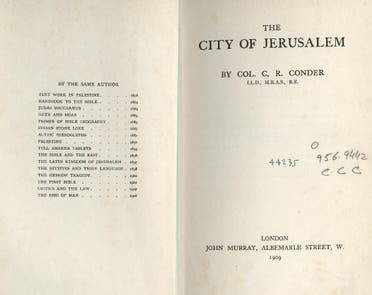 BY THE SAME AUTHOR
TENT WORK IN PALESTINE
HANDBOOK TO THE BIBLE
JUDAS MACCABÆUS
HETH AND MOAB
PRIMER OF BIBLE GEOGRAPHY
SYRIAN STONE LORE
ALTAIC HIEROGLYPHS
PALESTINE
TELL AMARNA TABLETS
THE BIBLE AND THE EAST
THE LATIN KINGDOM OF JERUSALEM
THE HITTITES AND THEIR LANGUAGE
THE HEBREW TRAGEDY
THE FIRST BIBLE
CRITICS AND THE LAW
THE RISE OF MAN
THE
CITY OF JERUSALEM
BY COL. C. R. CONDER
LL.D., M.R.A.S., R.E.
O
44235
956.9442
C C C
LONDON
JOHN MURRAY, ALBEMARLE STREET, W.
1909